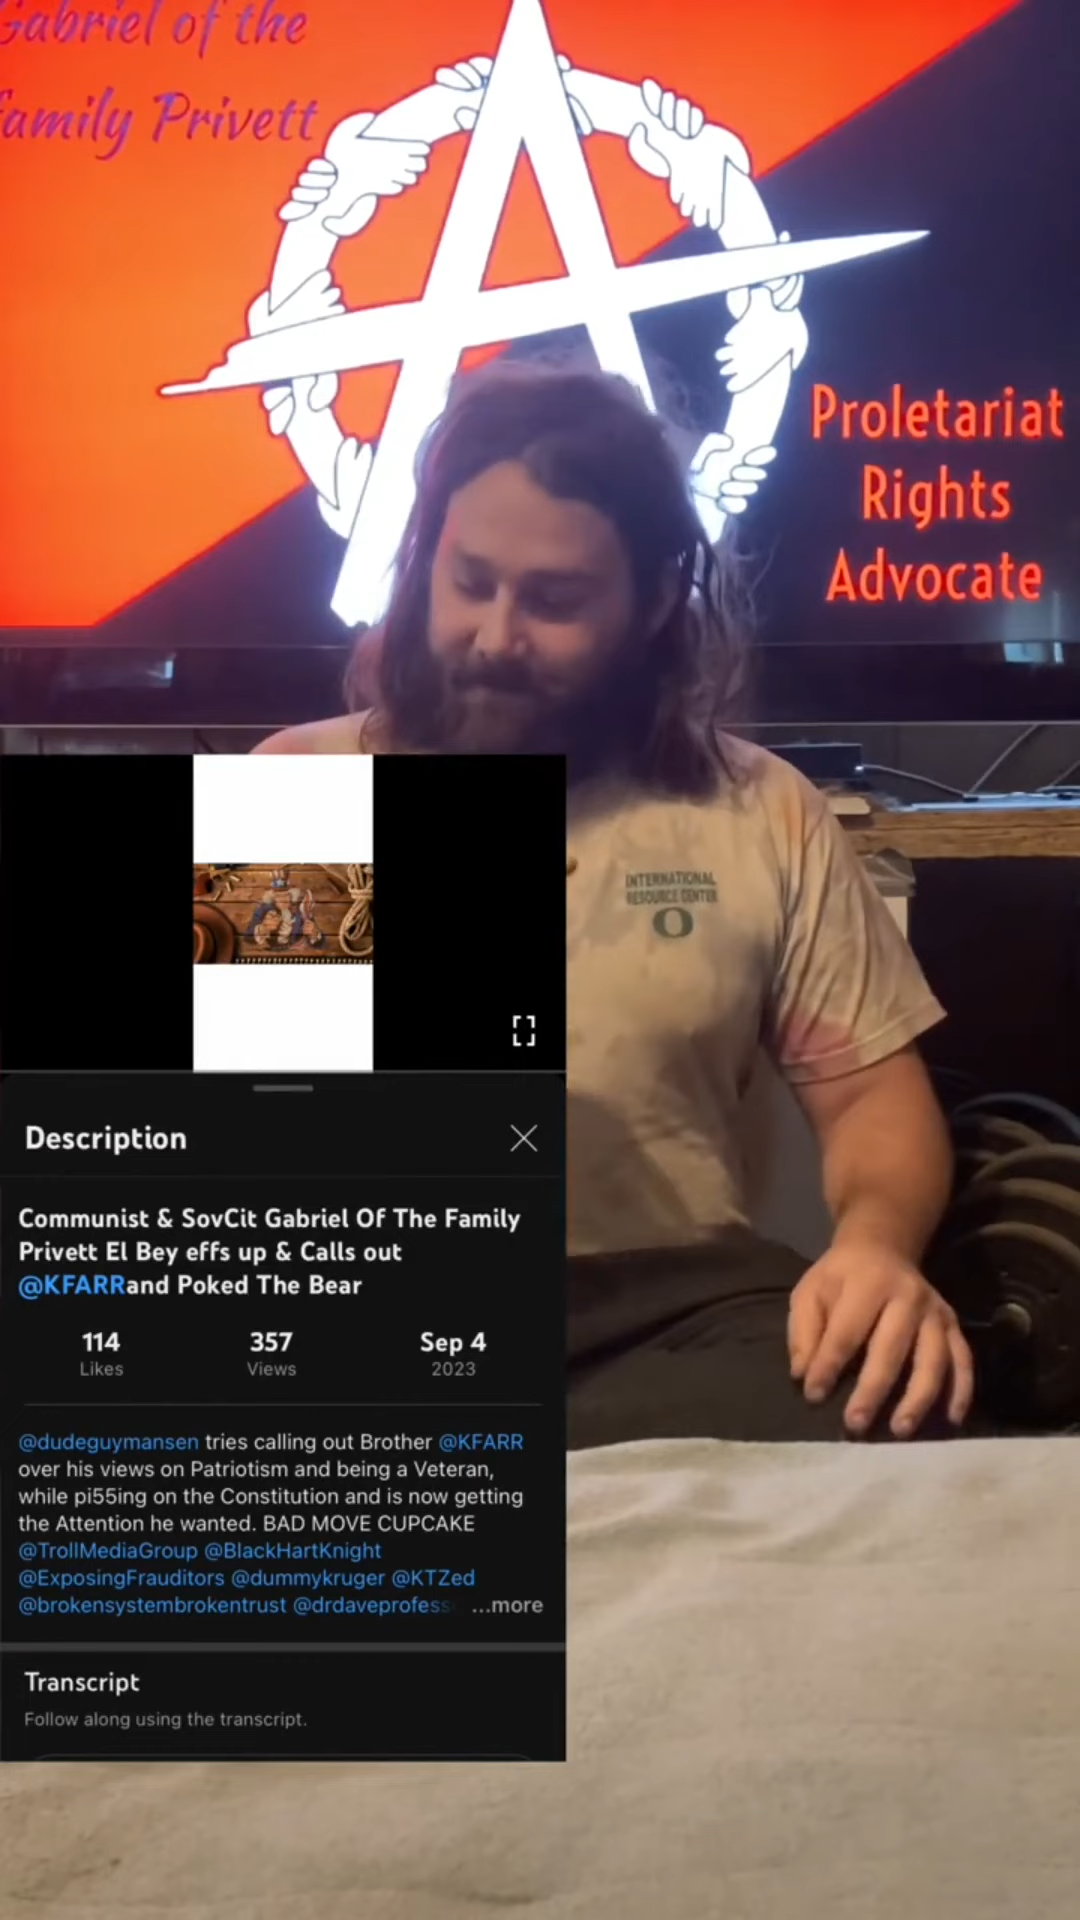 Gabriel of the
family Privett
Proletariat
Rights
Advocate
INTERNATIONAL
RESOURCE CENTER
O
Description
Communist & SovCit Gabriel Of The Family
Privett El Bey effs up & Calls out
@KFARRand Poked The Bear
114
Likes
357
Views
Sep 4
2023
@dudeguymansen tries calling out Brother @KFARR
over his views on Patriotism and being a Veteran,
while pi55ing on the Constitution and is now getting
the Attention he wanted. BAD MOVE CUPCAKE
@TrollMediaGroup @BlackHartKnight
@ExposingFrauditors @dummykruger @KTZed
@brokensystembrokentrust @drdaveprofess ...more
Transcript
Follow along using the transcript.